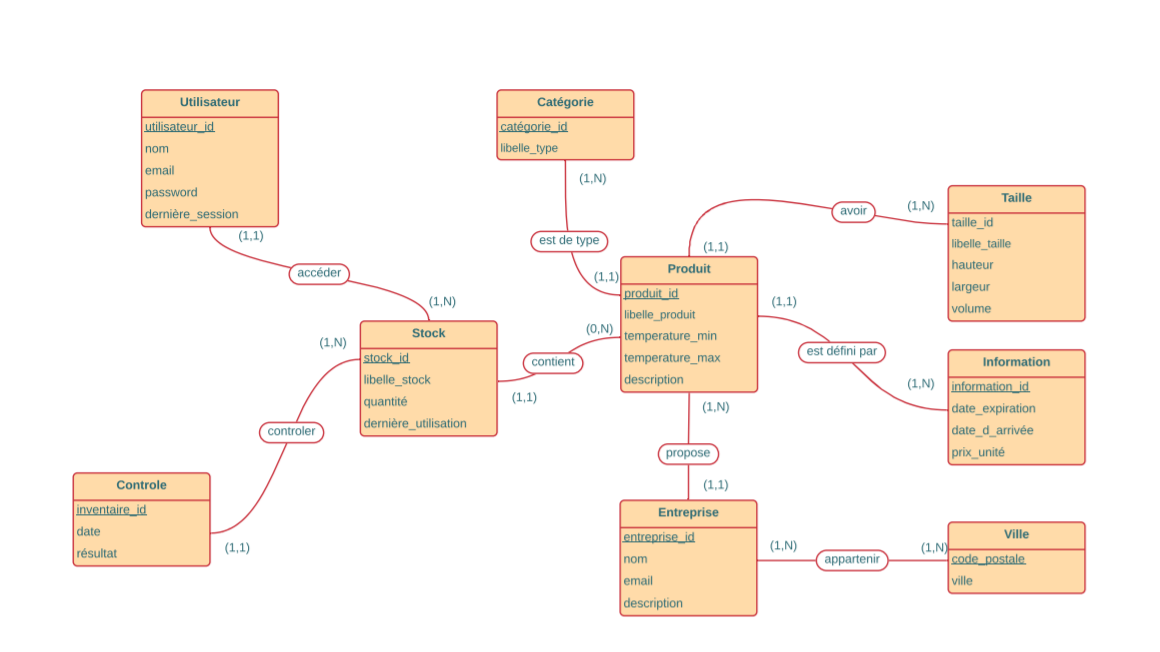 Utilisateur
utilisateur_id
nom
email
password
dernière_session
(1,1)
accéder
(1,N)
Catégorie
catégorie_id
libelle_type
(1,N)
est de type
(1,1)
Taille
taille_id
libelle_taille
hauteur
largeur
volume
(1,N)
avoir
(1,1)
Produit
produit_id
libelle_produit
temperature_min
temperature_max
description
(1,1)
est défini par
(1,N)
Information
information_id
date_expiration
date_d_arrivée
prix_unité
Stock
stock_id
libelle_stock
quantité
dernière_utilisation
(0,N)
contient
(1,1)
(1,N)
controler
(1,1)
Controle
inventaire_id
date
résultat
(1,N)
propose
(1,1)
Entreprise
entreprise_id
nom
email
description
(1,N)
appartenir
(1,N)
Ville
code_postale
ville